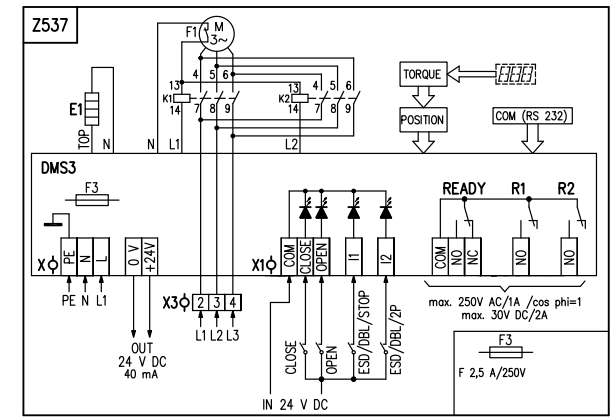 Z537
F1
M
3~
4 5 6
13
K1
14
7 8 9
13
K2
14
4 5 6
7 8 9
TORQUE
POSITION
COM (RS 232)
E1
TOP
N
N
L1
L2
DMS3
F3
READY R1 R2
X
PE
N
L
0 V
+24V
X1
COM
CLOSE
OPEN
I1
I2
COM
NO
NC
NO
NO
PE N L1
X3
2 3 4
L1 L2 L3
max. 250V AC/1A /cos phi=1
max. 30V DC/2A
OUT
24 V DC
40 mA
CLOSE
OPEN
ESD/DBL/STOP
ESD/DBL/2P
IN 24 V DC
F3
F 2,5 A/250V